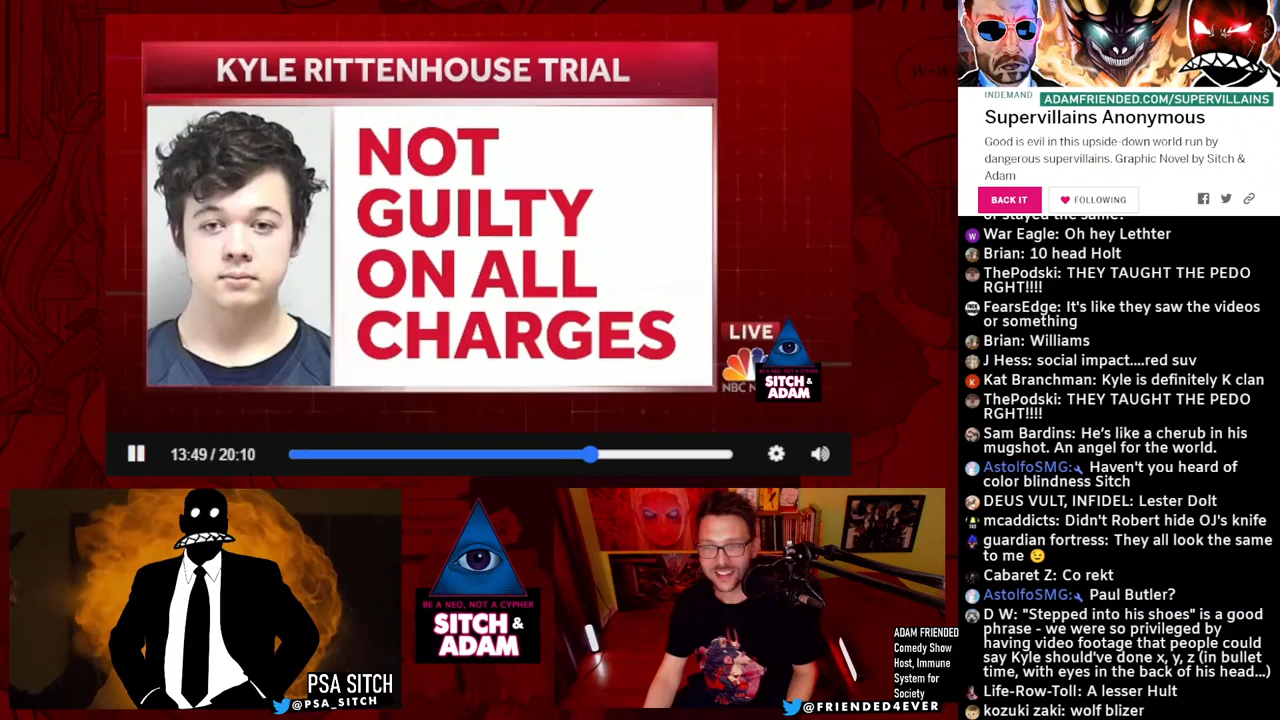 KYLE RITTENHOUSE TRIAL
NOT
GUILTY
ON ALL
CHARGES
LIVE
NBC N
BE A NEO, NOT A CYPHER
SITCH &
ADAM
13:49 / 20:10
PSA SITCH
@PSA_SITCH
BE A NEO, NOT A CYPHER
SITCH &
ADAM
ADAM FRIENDED
Comedy Show
Host, Immune
System for
Society
@FRIENDED4EVER
INDEMAND
ADAMFRIENDED.COM/SUPERVILLAINS
Supervillains Anonymous
Good is evil in this upside-down world run by
dangerous supervillains. Graphic Novel by Sitch &
Adam
BACK IT
FOLLOWING
or stayed the same?
War Eagle: Oh hey Lethter
Brian: 10 head Holt
ThePodski: THEY TAUGHT THE PEDO
RGHT!!!!
FearsEdge: It's like they saw the videos
or something
Brian: Williams
J Hess: social impact....red suv
Kat Branchman: Kyle is definitely K clan
ThePodski: THEY TAUGHT THE PEDO
RGHT!!!!
Sam Bardins: He's like a cherub in his
mugshot. An angel for the world.
AstolfoSMG: Haven't you heard of
color blindness Sitch
DEUS VULT, INFIDEL: Lester Dolt
mcaddicts: Didn't Robert hide OJ's knife
guardian fortress: They all look the same
to me 😉
Cabaret Z: Co rekt
AstolfoSMG: Paul Butler?
D W: "Stepped into his shoes" is a good
phrase - we were so privileged by
having video footage that people could
say Kyle should've done x, y, z (in bullet
time, with eyes in the back of his head...)
Life-Row-Toll: A lesser Hult
kozuki zaki: wolf blizer